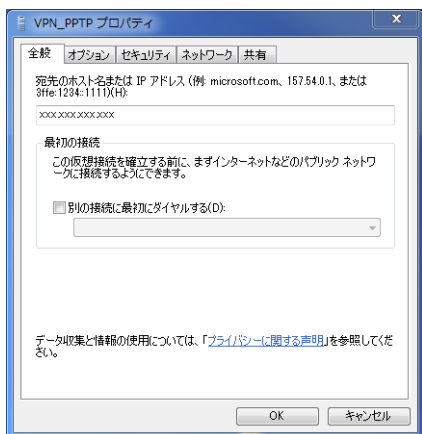 VPN_PPTP プロパティ
x
全般 オプション セキュリティ ネットワーク 共有
宛先のホスト名または IP アドレス (例: microsoft.com、157.54.0.1、または
3ffe:1234::1111)(H):
xxx.xxx.xxx.xxx
最初の接続
この仮想接続を確立する前に、まずインターネットなどのパブリック ネットワ
ークに接続するようにできます。
別の接続に最初にダイヤルする(D):
データ収集と情報の使用については、「プライバシーに関する声明」を参照してくだ
さい。
OK キャンセル